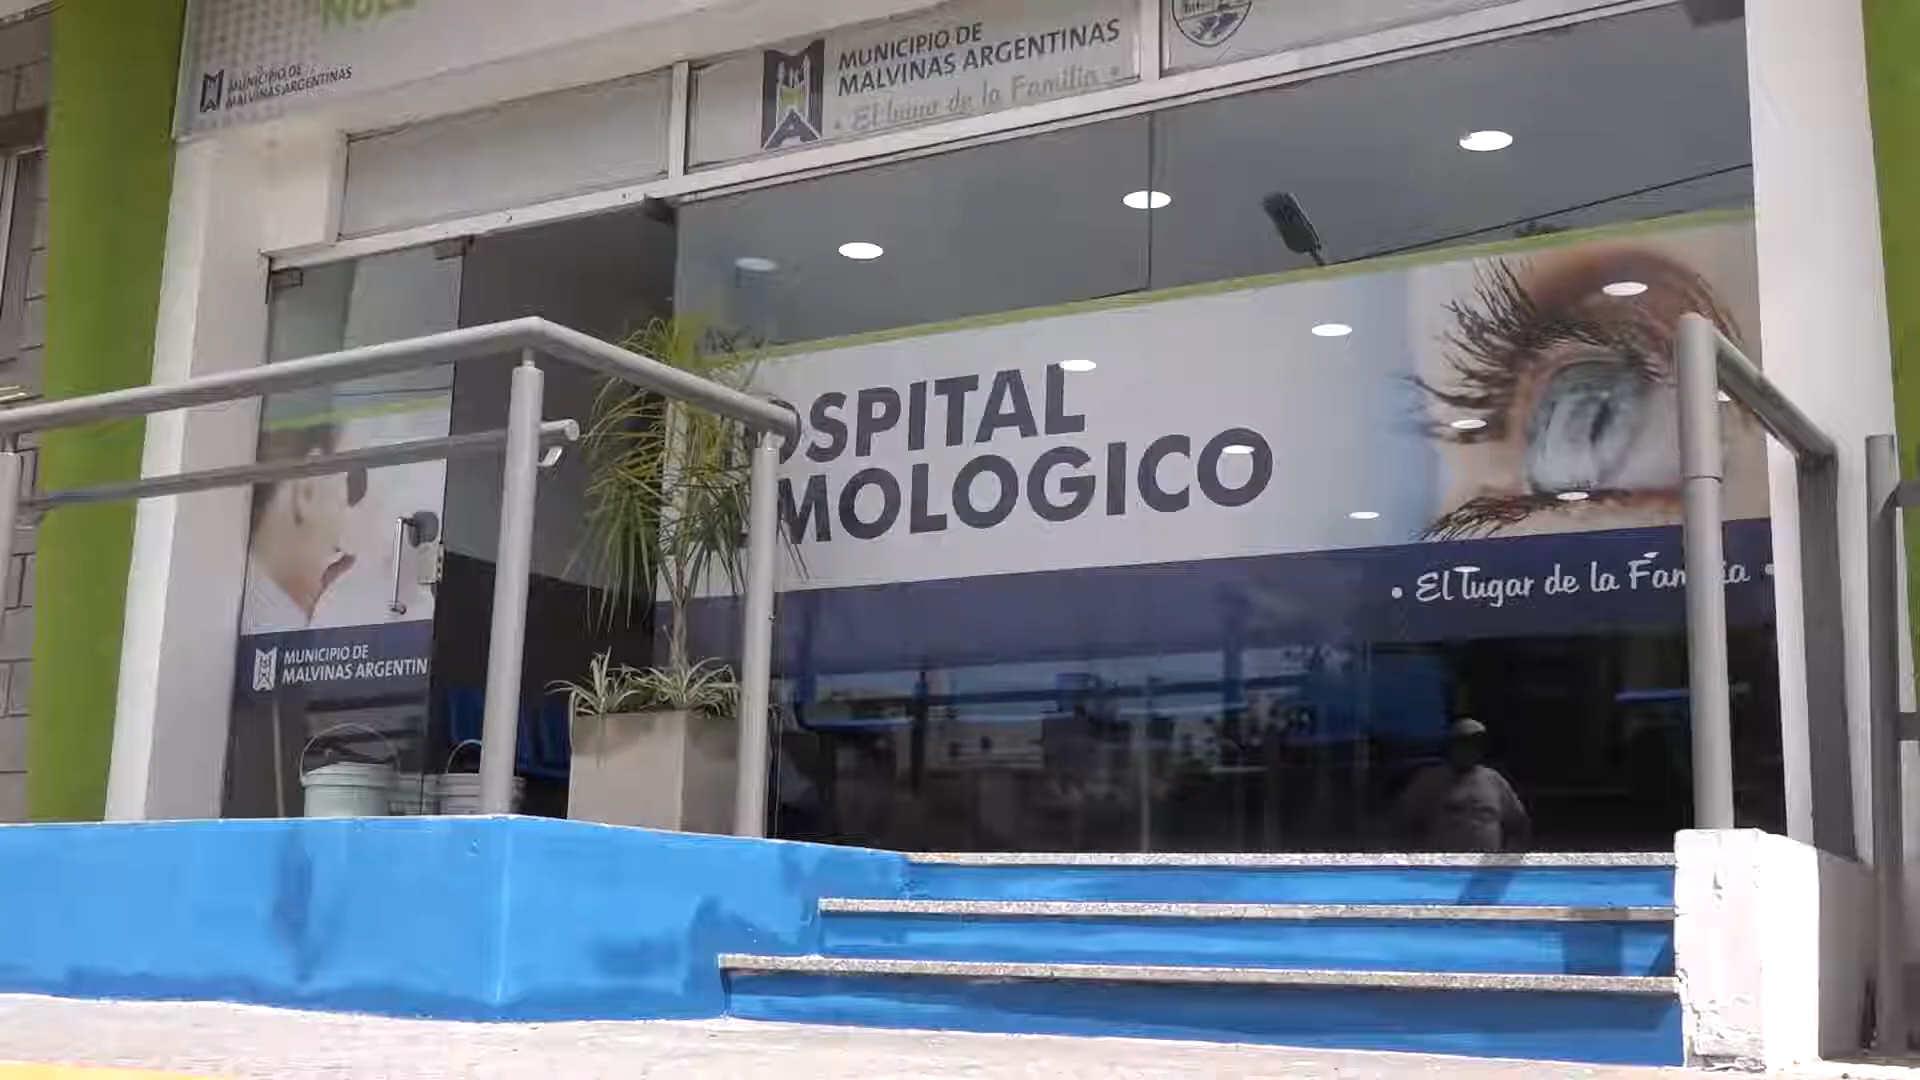 MUNICIPIO DE
MALVINAS ARGENTINAS
MUNICIPIO DE
MALVINAS ARGENTINAS
• El lugar de la Familia •
OSPITAL
MOLOGICO
• El lugar de la Fam ia •
MUNICIPIO DE
MALVINAS ARGENTIN